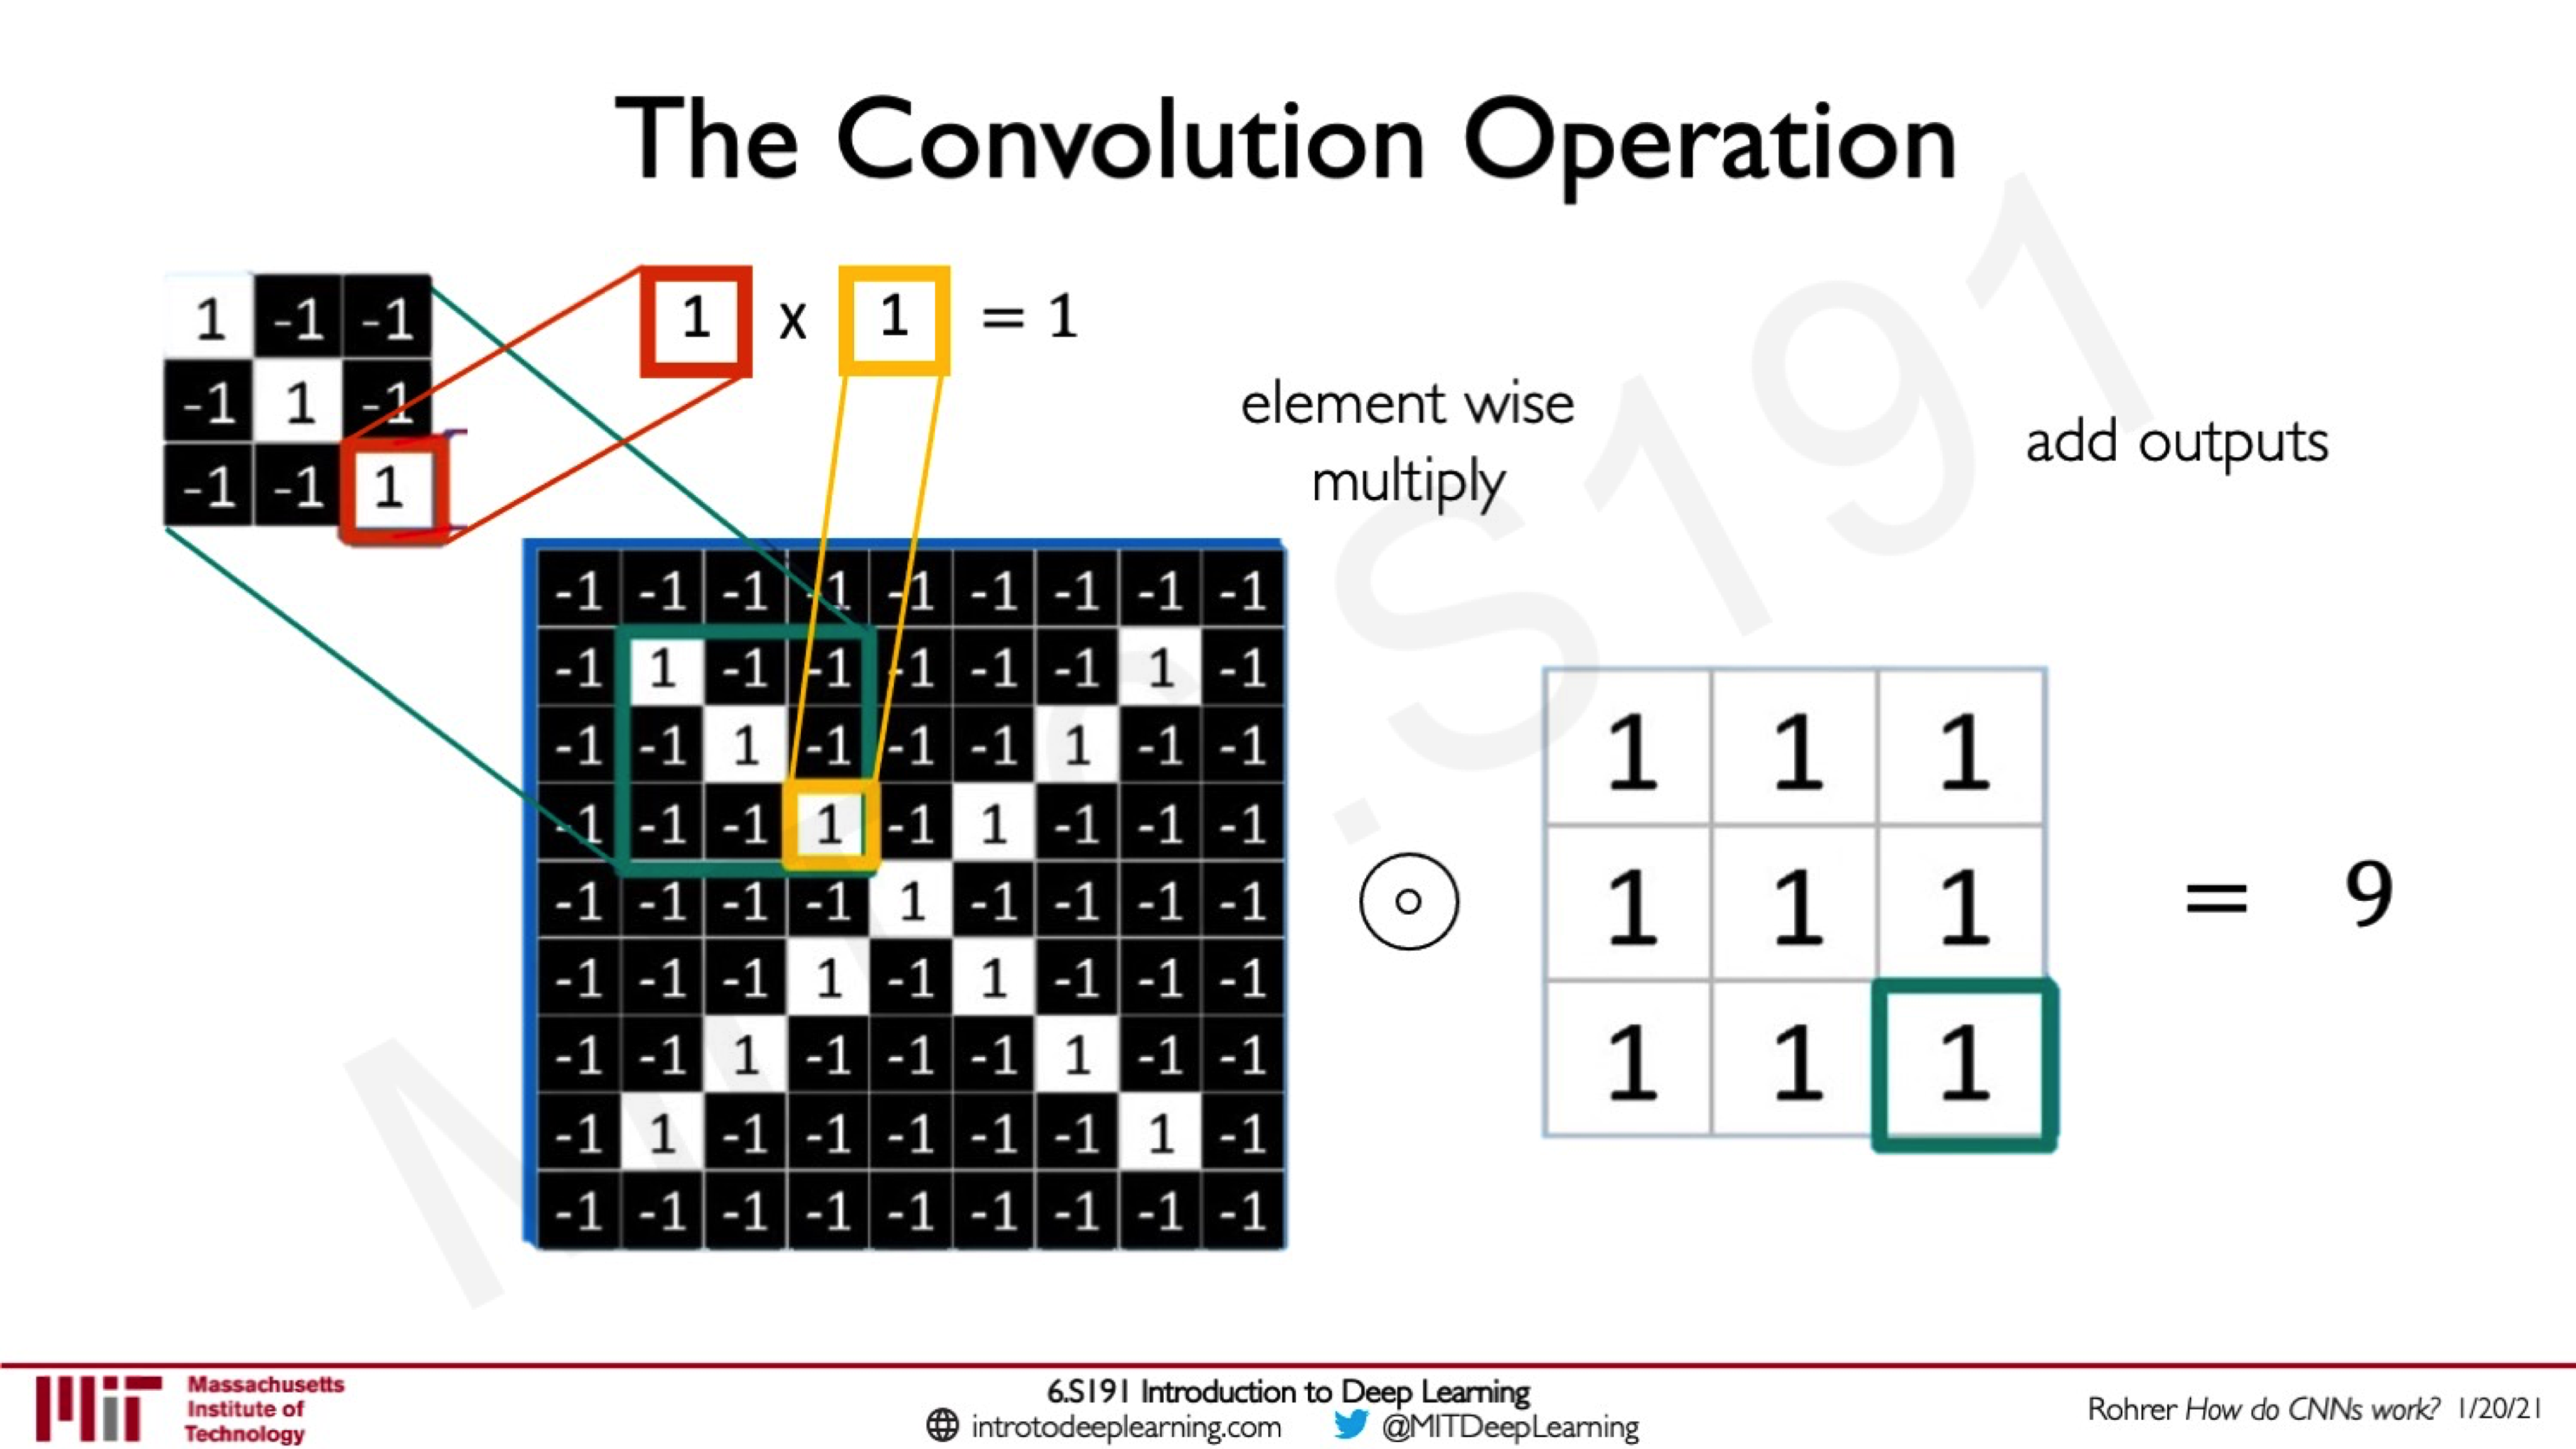 The Convolution Operation
1 -1 -1
-1 1 -1
-1 -1 1
1 x 1 = 1
element wise
multiply
add outputs
-1 -1 -1 -1 -1 -1 -1 -1 -1
-1 1 -1 -1 -1 -1 -1 1 -1
-1 -1 1 -1 -1 -1 1 -1 -1
-1 -1 -1 1 -1 1 -1 -1 -1
-1 -1 -1 -1 1 -1 -1 -1 -1
-1 -1 -1 1 -1 1 -1 -1 -1
-1 -1 1 -1 -1 -1 1 -1 -1
-1 1 -1 -1 -1 -1 -1 1 -1
-1 -1 -1 -1 -1 -1 -1 -1 -1
1 1 1
1 1 1
1 1 1
= 9
Massachusetts
Institute of
Technology
6.S191 Introduction to Deep Learning
introtodeeplearning.com @MITDeepLearning
Rohrer How do CNNs work? 1/20/21